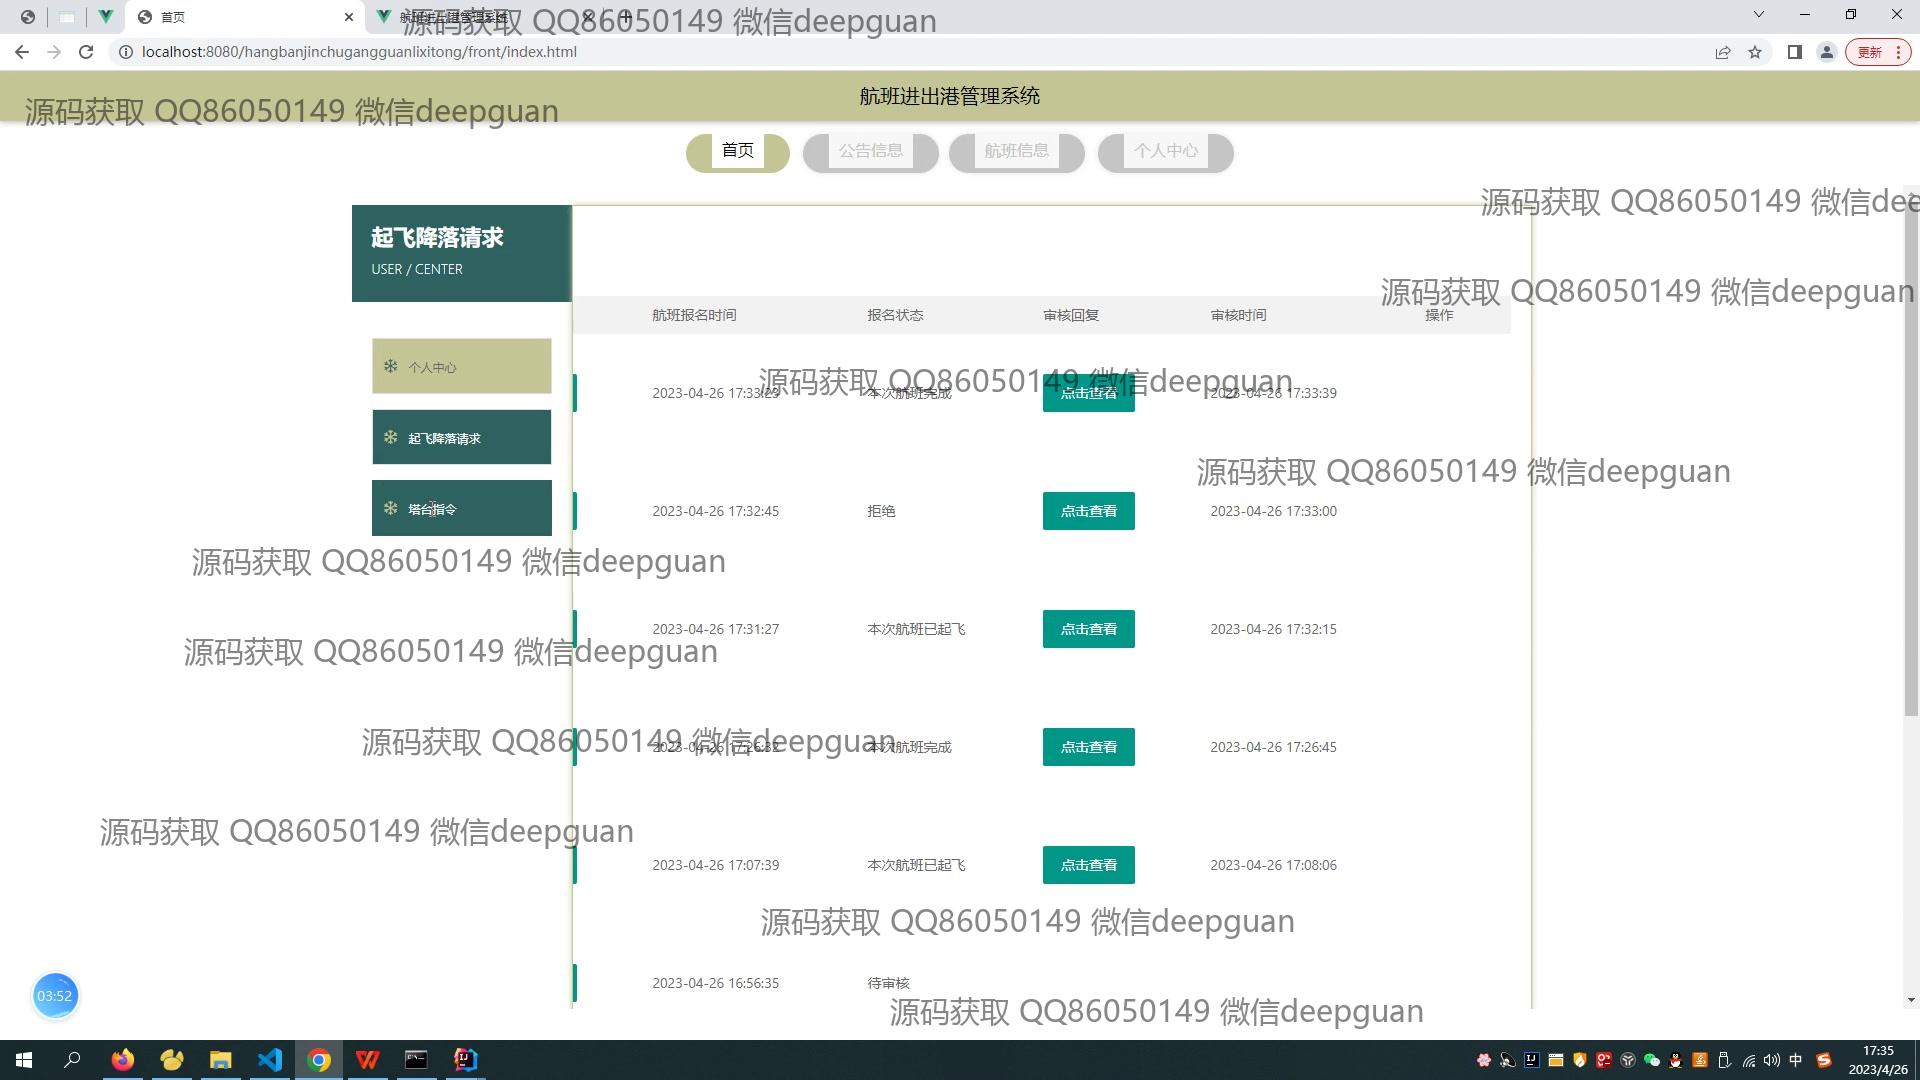 首页
航班进出港管理系统
源码获取 QQ86050149 微信deepguan
localhost:8080/hangbanjinchugangguanlixitong/front/index.html
更新
航班进出港管理系统
源码获取 QQ86050149 微信deepguan
首页 公告信息 航班信息 个人中心
源码获取 QQ86050149 微信dee
起飞降落请求
USER / CENTER
源码获取 QQ86050149 微信deepguan
航班报名时间 报名状态 审核回复 审核时间 操作
个人中心
源码获取 QQ86050149 微信deepguan
2023-04-26 17:33:23 本次航班完成 点击查看 2023-04-26 17:33:39
起飞降落请求
源码获取 QQ86050149 微信deepguan
塔台指令
2023-04-26 17:32:45 拒绝 点击查看 2023-04-26 17:33:00
源码获取 QQ86050149 微信deepguan
2023-04-26 17:31:27 本次航班已起飞 点击查看 2023-04-26 17:32:15
源码获取 QQ86050149 微信deepguan
源码获取 QQ86050149 微信deepguan
2023-04-26 17:26:32 本次航班完成 点击查看 2023-04-26 17:26:45
源码获取 QQ86050149 微信deepguan
2023-04-26 17:07:39 本次航班已起飞 点击查看 2023-04-26 17:08:06
源码获取 QQ86050149 微信deepguan
2023-04-26 16:56:35 待审核
03:52
源码获取 QQ86050149 微信deepguan
中
17:35
2023/4/26